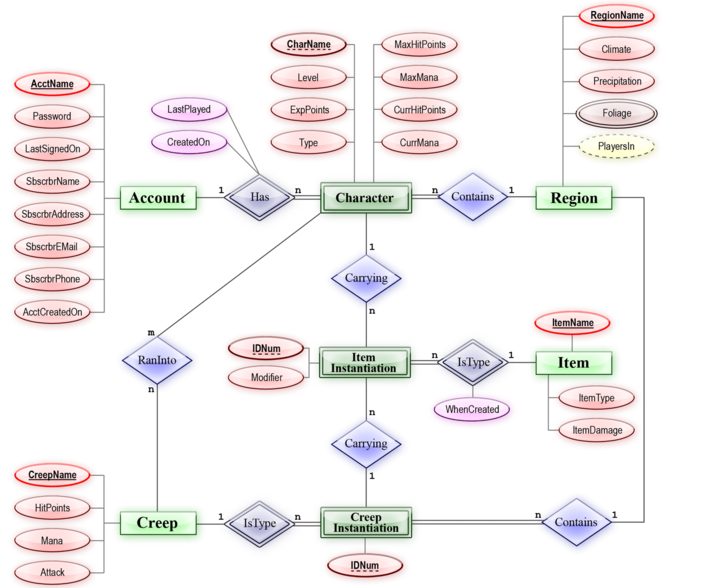 RegionName
CharName
MaxHitPoints
Climate
Level
MaxMana
AcctName
Precipitation
LastPlayed
ExpPoints
CurrHitPoints
Password
Foliage
CreatedOn
Type
CurrMana
LastSignedOn
PlayersIn
SbscrbrName
Account
1
Has
n
Character
n
Contains
1
Region
SbscrbrAddress
SbscrbrEMail
1
SbscrbrPhone
Carrying
AcctCreatedOn
n
ItemName
m
IDNum
RanInto
Item
Instantiation
n
IsType
1
Item
Modifier
n
ItemType
WhenCreated
n
ItemDamage
Carrying
CreepName
1
HitPoints
Creep
1
IsType
n
Creep
Instantiation
n
Contains
1
Mana
IDNum
Attack